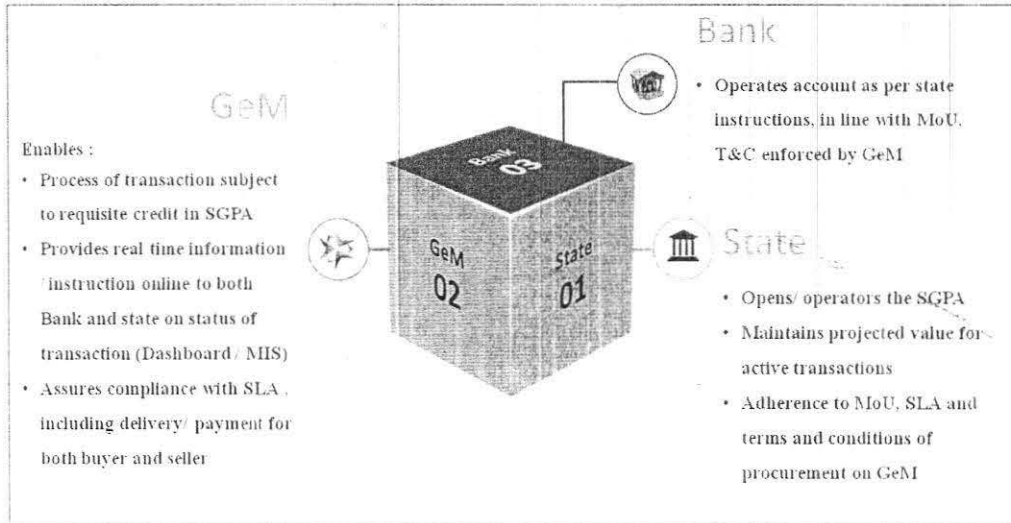 GeM
Enables :
• Process of transaction subject
to requisite credit in SGPA
• Provides real time information
/ instruction online to both
Bank and state on status of
transaction (Dashboard / MIS)
• Assures compliance with SLA ,
including delivery/ payment for
both buyer and seller
Bank
03
GeM
02
State
01
Bank
• Operates account as per state
instructions, in line with MoU,
T&C enforced by GeM
State
• Opens/ operators the SGPA
• Maintains projected value for
active transactions
• Adherence to MoU, SLA and
terms and conditions of
procurement on GeM